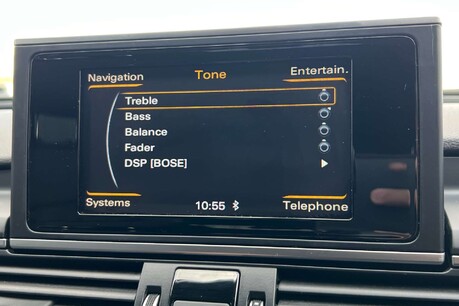 Navigation Tone Entertain.
Treble
Bass
Balance
Fader
DSP [BOSE]
Systems 10:55 Telephone